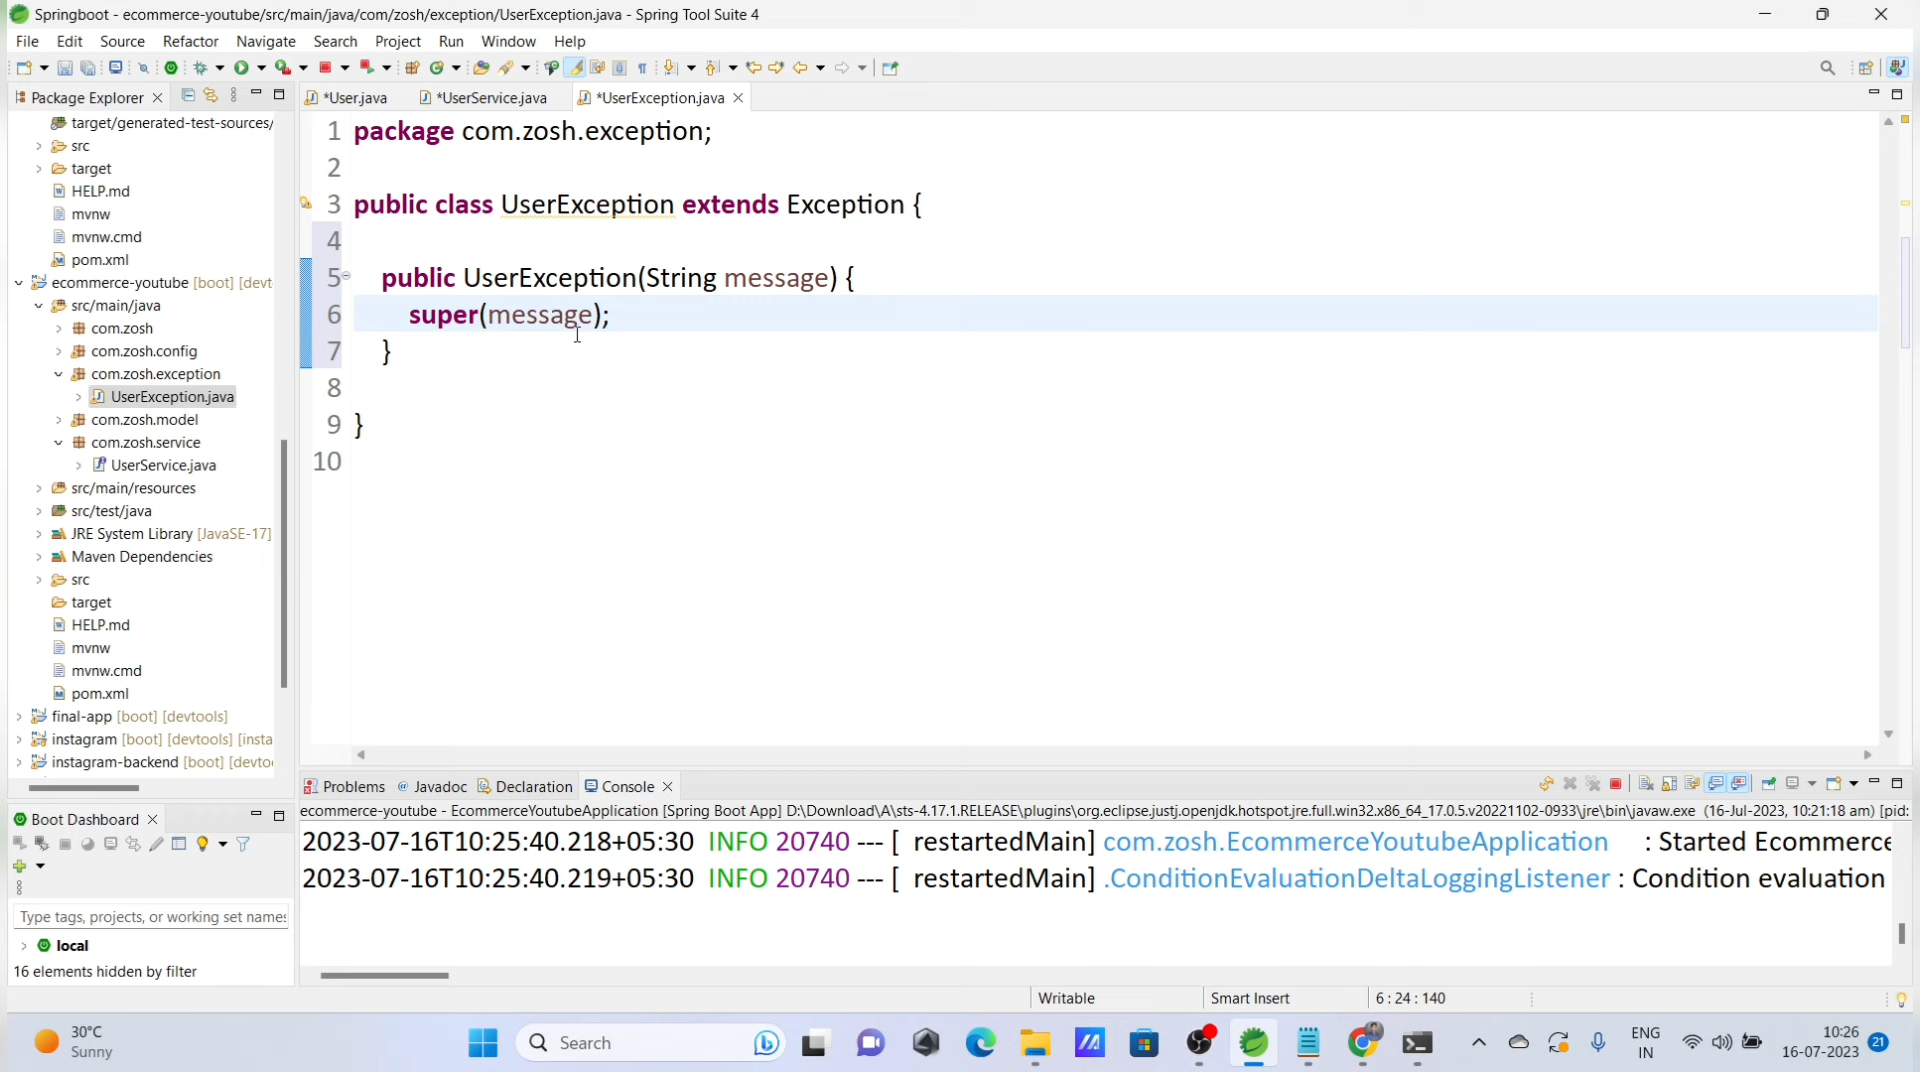 Springboot - ecommerce-youtube/src/main/java/com/zosh/exception/UserException.java - Spring Tool Suite 4
File Edit Source Refactor Navigate Search Project Run Window Help
Package Explorer
target/generated-test-sources/
src
target
HELP.md
mvnw
mvnw.cmd
pom.xml
ecommerce-youtube [boot] [devt
src/main/java
com.zosh
com.zosh.config
com.zosh.exception
UserException.java
com.zosh.model
com.zosh.service
UserService.java
src/main/resources
src/test/java
JRE System Library [JavaSE-17]
Maven Dependencies
src
target
HELP.md
mvnw
mvnw.cmd
pom.xml
final-app [boot] [devtools]
instagram [boot] [devtools] [insta
instagram-backend [boot] [devto
*User.java *UserService.java *UserException.java
1 package com.zosh.exception;
2
3 public class UserException extends Exception {
4
5 public UserException(String message) {
6 super(message);
7 }
8
9 }
10
Boot Dashboard
Type tags, projects, or working set names
local
16 elements hidden by filter
Problems @ Javadoc Declaration Console
ecommerce-youtube - EcommerceYoutubeApplication [Spring Boot App] D:\Download\A\sts-4.17.1.RELEASE\plugins\org.eclipse.justj.openjdk.hotspot.jre.full.win32.x86_64_17.0.5.v20221102-0933\jre\bin\javaw.exe (16-Jul-2023, 10:21:18 am) [pid:
2023-07-16T10:25:40.218+05:30 INFO 20740 --- [ restartedMain] com.zosh.EcommerceYoutubeApplication : Started Ecommerce
2023-07-16T10:25:40.219+05:30 INFO 20740 --- [ restartedMain] .ConditionEvaluationDeltaLoggingListener : Condition evaluation
Writable Smart Insert 6 : 24 : 140
30°C
Sunny
Search
ENG
IN
10:26
16-07-2023
21